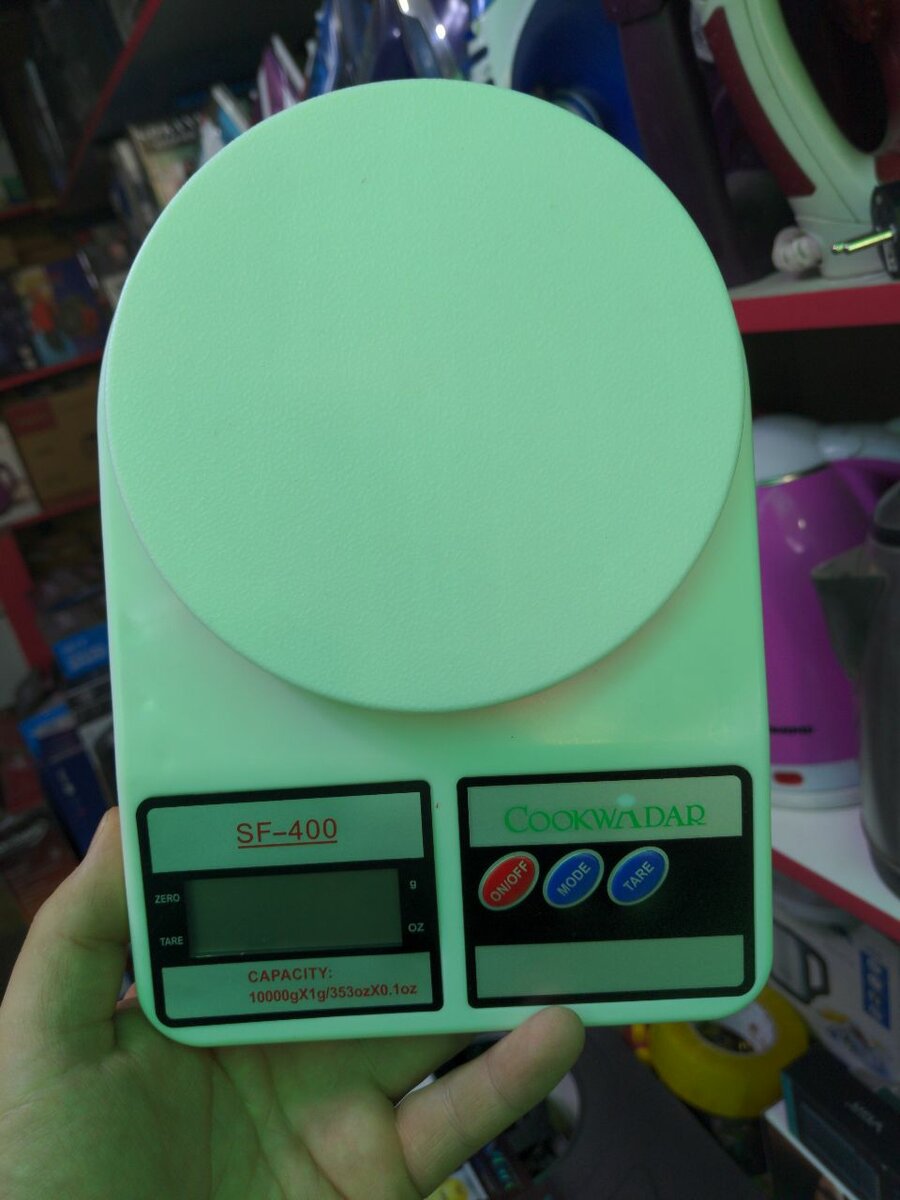 SF-400
ZERO
g
TARE
OZ
CAPACITY:
10000gX1g/353ozX0.1oz
COOKWADAR
ON/OFF
MODE
TARE